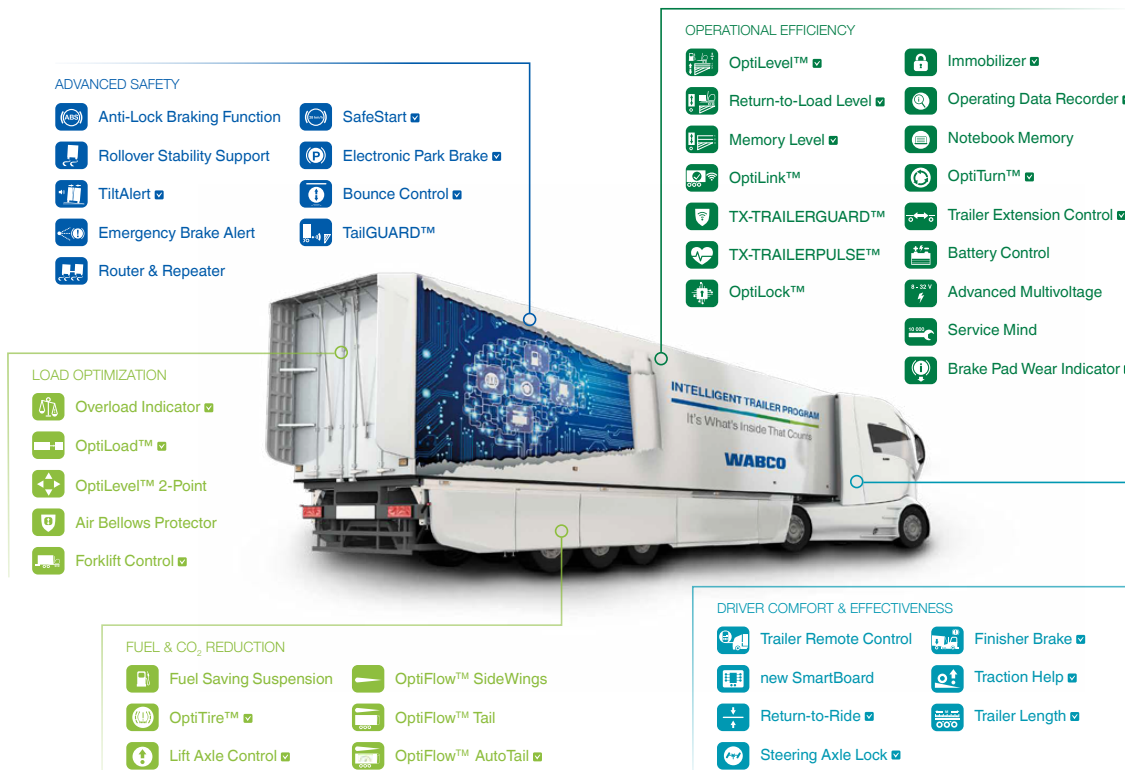 OPERATIONAL EFFICIENCY
OptiLevel™
Return-to-Load Level
Memory Level
OptiLink™
TX-TRAILERGUARD™
TX-TRAILERPULSE™
OptiLock™
Immobilizer
Operating Data Recorder
Notebook Memory
OptiTurn™
Trailer Extension Control
Battery Control
8 - 32 V
Advanced Multivoltage
10 000
Service Mind
Brake Pad Wear Indicator
ADVANCED SAFETY
ABS
Anti-Lock Braking Function
Rollover Stability Support
TiltAlert
Emergency Brake Alert
Router & Repeater
SafeStart
P
Electronic Park Brake
Bounce Control
TailGUARD™
LOAD OPTIMIZATION
Overload Indicator
OptiLoad™
OptiLevel™ 2-Point
Air Bellows Protector
Forklift Control
INTELLIGENT TRAILER PROGRAM
It's What's Inside That Counts
WABCO
FUEL & CO₂ REDUCTION
Fuel Saving Suspension
OptiTire™
Lift Axle Control
OptiFlow™ SideWings
OptiFlow™ Tail
OptiFlow™ AutoTail
DRIVER COMFORT & EFFECTIVENESS
Trailer Remote Control
new SmartBoard
Return-to-Ride
Steering Axle Lock
Finisher Brake
Traction Help
Trailer Length